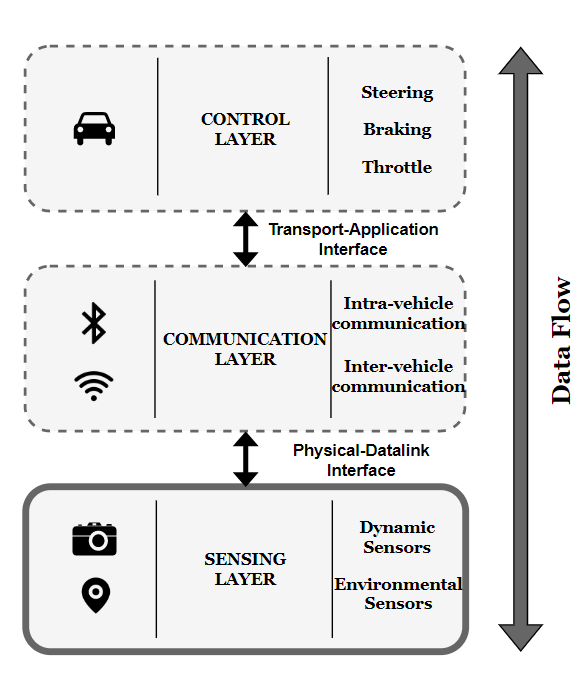 CONTROL
LAYER
Steering
Braking
Throttle
Transport-Application
Interface
COMMUNICATION
LAYER
Intra-vehicle
communication
Inter-vehicle
communication
Physical-Datalink
Interface
SENSING
LAYER
Dynamic
Sensors
Environmental
Sensors
Data Flow